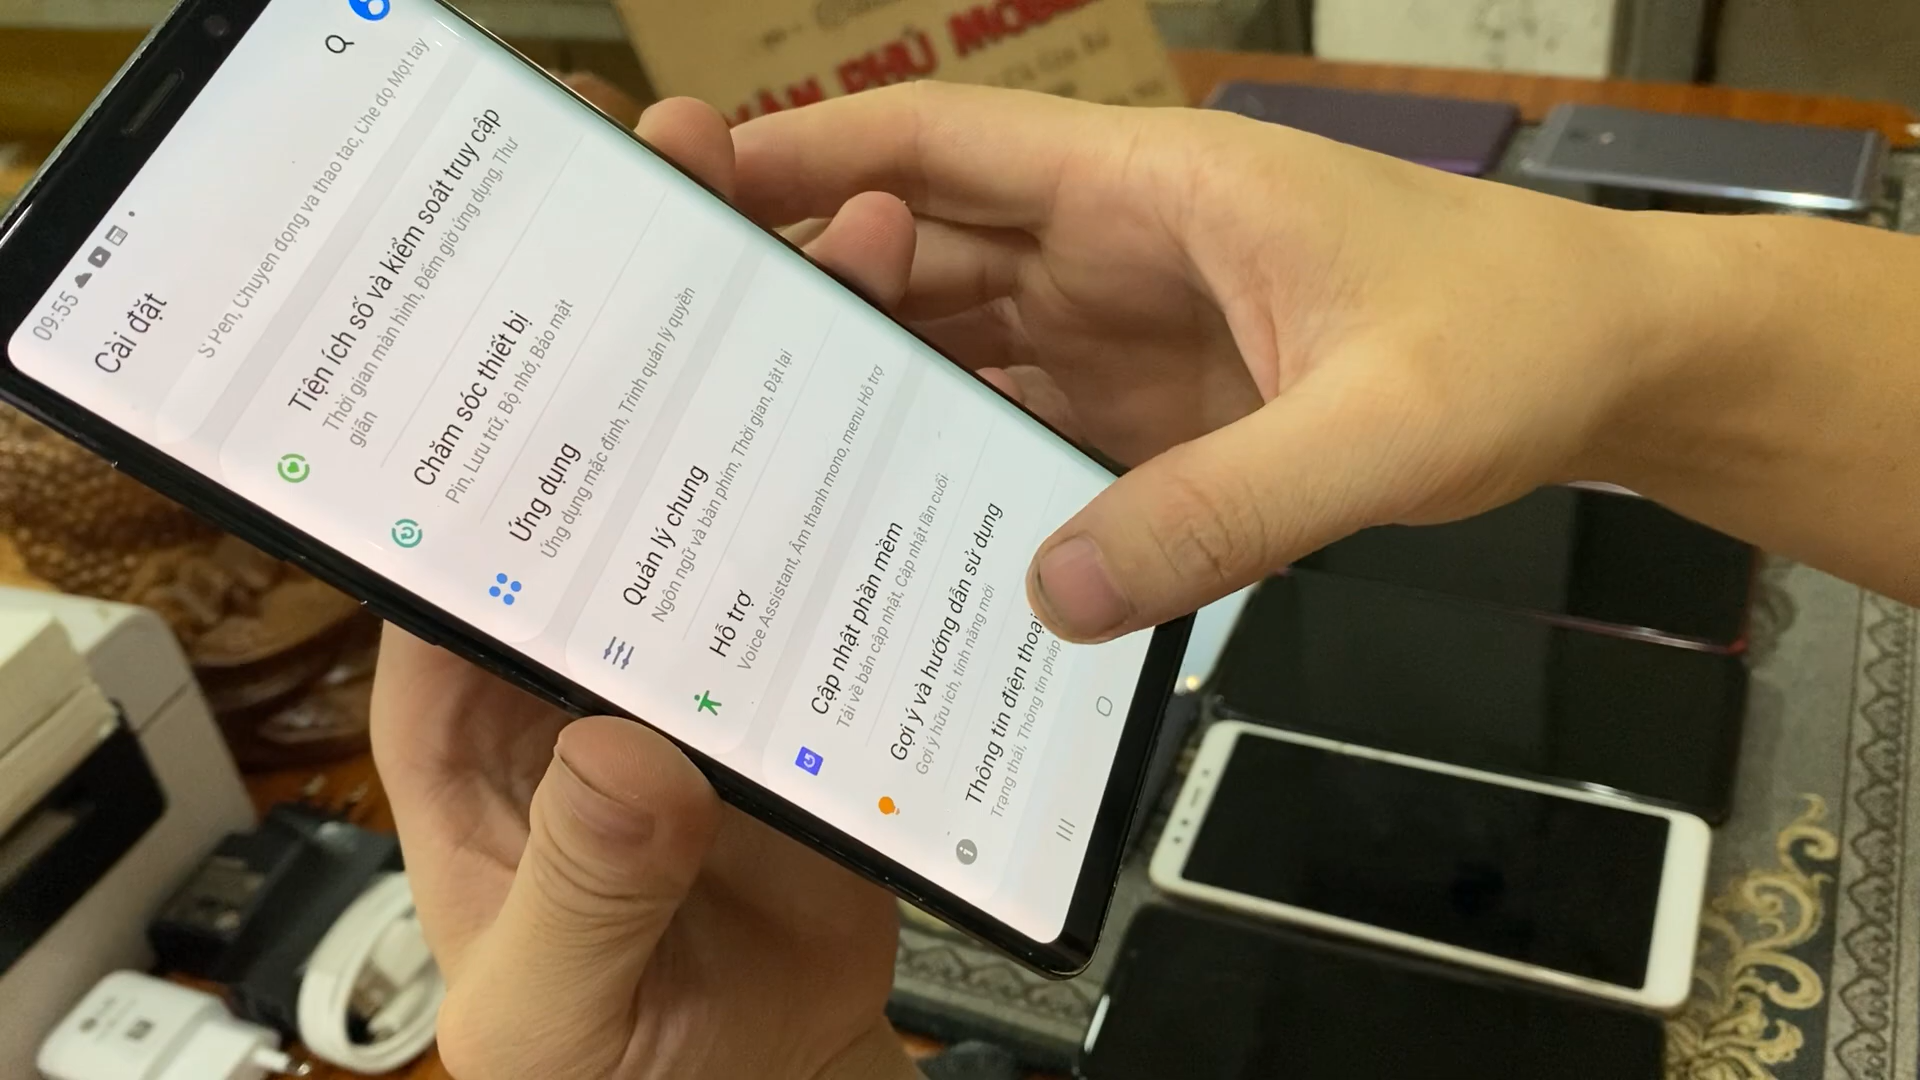 VĂN PHÚ
09:55
Cài đặt
S Pen, Chuyển động và thao tác, Chế độ Một tay
Tiện ích số và kiểm soát truy cập
Thời gian màn hình, Đếm giờ ứng dụng, Thư
giãn
Chăm sóc thiết bị
Pin, Lưu trữ, Bộ nhớ, Bảo mật
Ứng dụng
Ứng dụng mặc định, Trình quản lý quyền
Quản lý chung
Ngôn ngữ và bàn phím, Thời gian, Đặt lại
Hỗ trợ
Voice Assistant, Âm thanh mono, menu Hỗ trợ
Cập nhật phần mềm
Tải về bản cập nhật, Cập nhật lần cuối
Gợi ý và hướng dẫn sử dụng
Gợi ý hữu ích, tính năng mới
Thông tin điện thoại
Trạng thái, Thông tin pháp